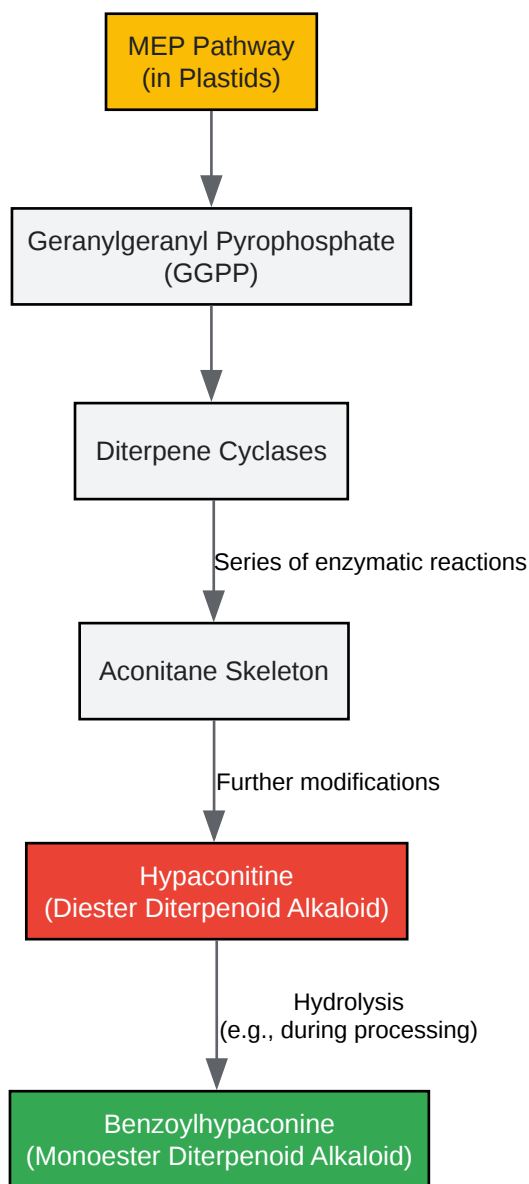 MEP Pathway
(in Plastids)
Geranylgeranyl Pyrophosphate
(GGPP)
Diterpene Cyclases
Series of enzymatic reactions
Aconitane Skeleton
Further modifications
Hypaconitine
(Diester Diterpenoid Alkaloid)
Hydrolysis
(e.g., during processing)
Benzoylhypaconine
(Monoester Diterpenoid Alkaloid)